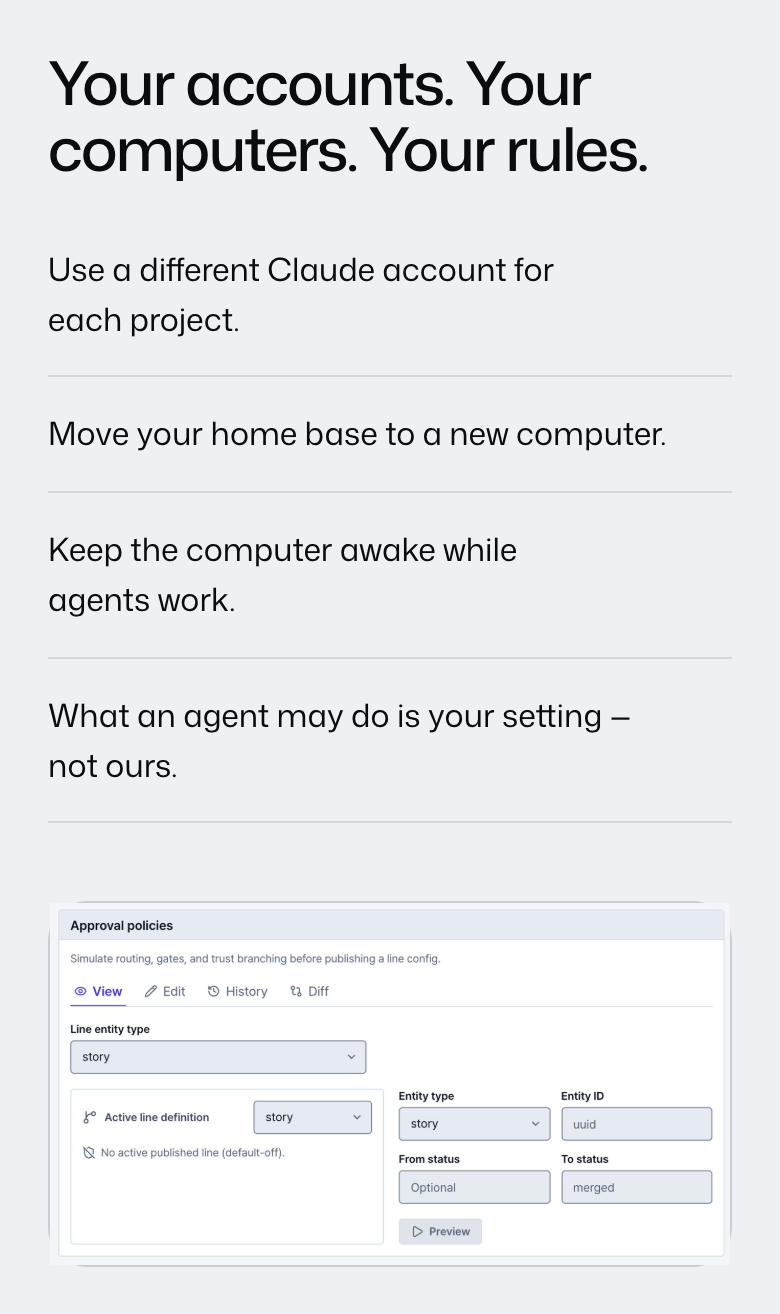 Your accounts. Your
computers. Your rules.
Use a different Claude account for
each project.
Move your home base to a new computer.
Keep the computer awake while
agents work.
What an agent may do is your setting —
not ours.
Approval policies
Simulate routing, gates, and trust branching before publishing a line config.
View Edit History Diff
Line entity type
story
Active line definition story
No active published line (default-off).
Entity type Entity ID
story uuid
From status To status
Optional merged
Preview